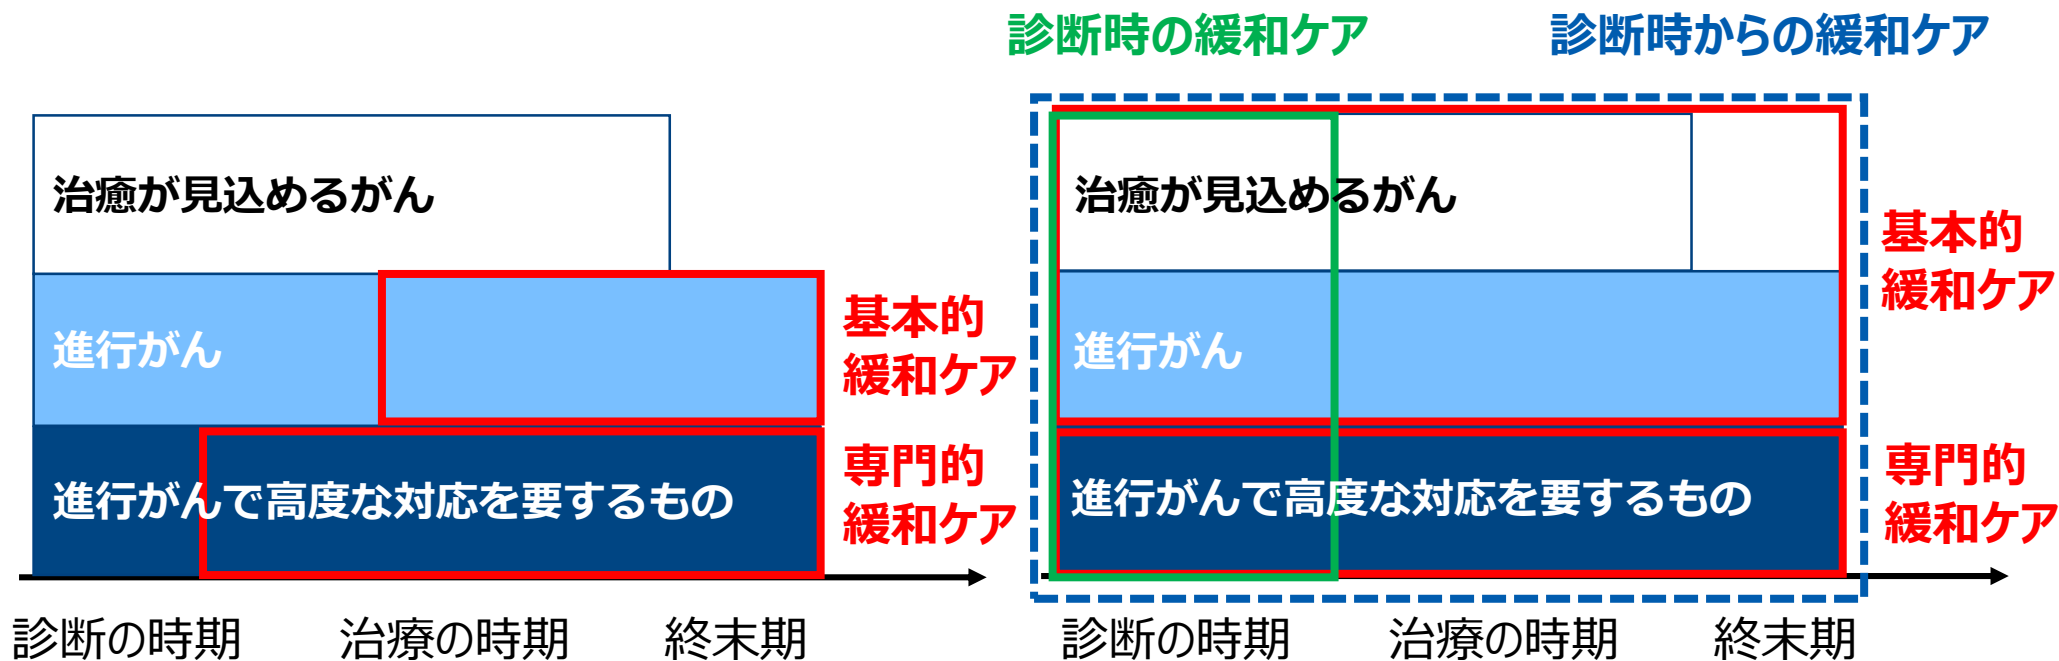 診断時の緩和ケア
診断時からの緩和ケア
治癒が見込めるがん
進行がん
進行がんで高度な対応を要するもの
基本的
緩和ケア
専門的
緩和ケア
診断の時期
治療の時期
終末期
治癒が見込めるがん
進行がん
進行がんで高度な対応を要するもの
基本的
緩和ケア
専門的
緩和ケア
診断の時期
治療の時期
終末期